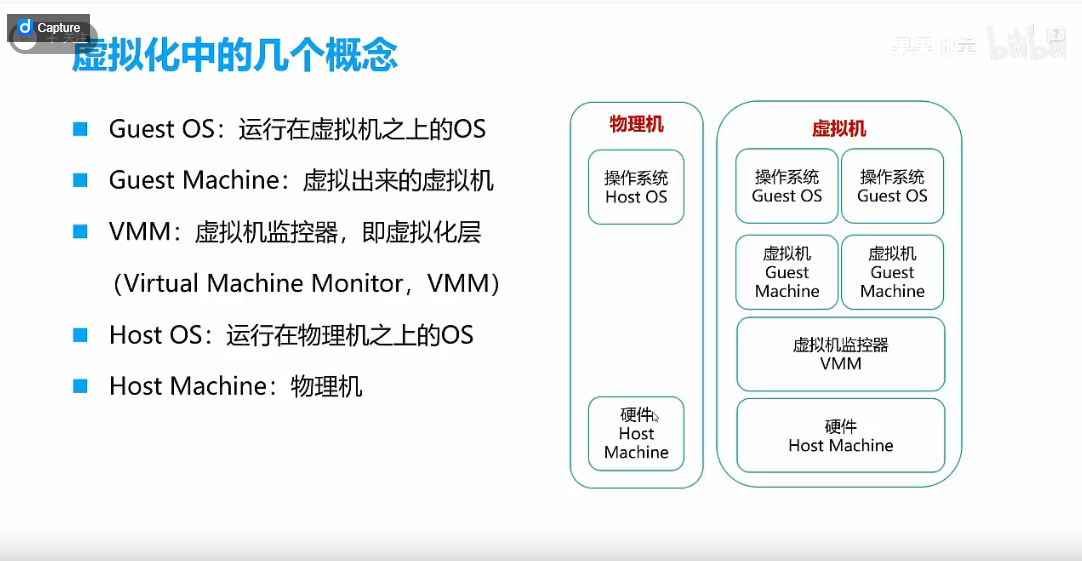 Capture
虚拟化中的几个概念
bilibili
Guest OS：运行在虚拟机之上的OS
Guest Machine：虚拟出来的虚拟机
VMM：虚拟机监控器，即虚拟化层
（Virtual Machine Monitor，VMM）
Host OS：运行在物理机之上的OS
Host Machine：物理机
物理机
操作系统
Host OS
硬件
Host
Machine
虚拟机
操作系统
Guest OS
操作系统
Guest OS
虚拟机
Guest
Machine
虚拟机
Guest
Machine
虚拟机监控器
VMM
硬件
Host Machine